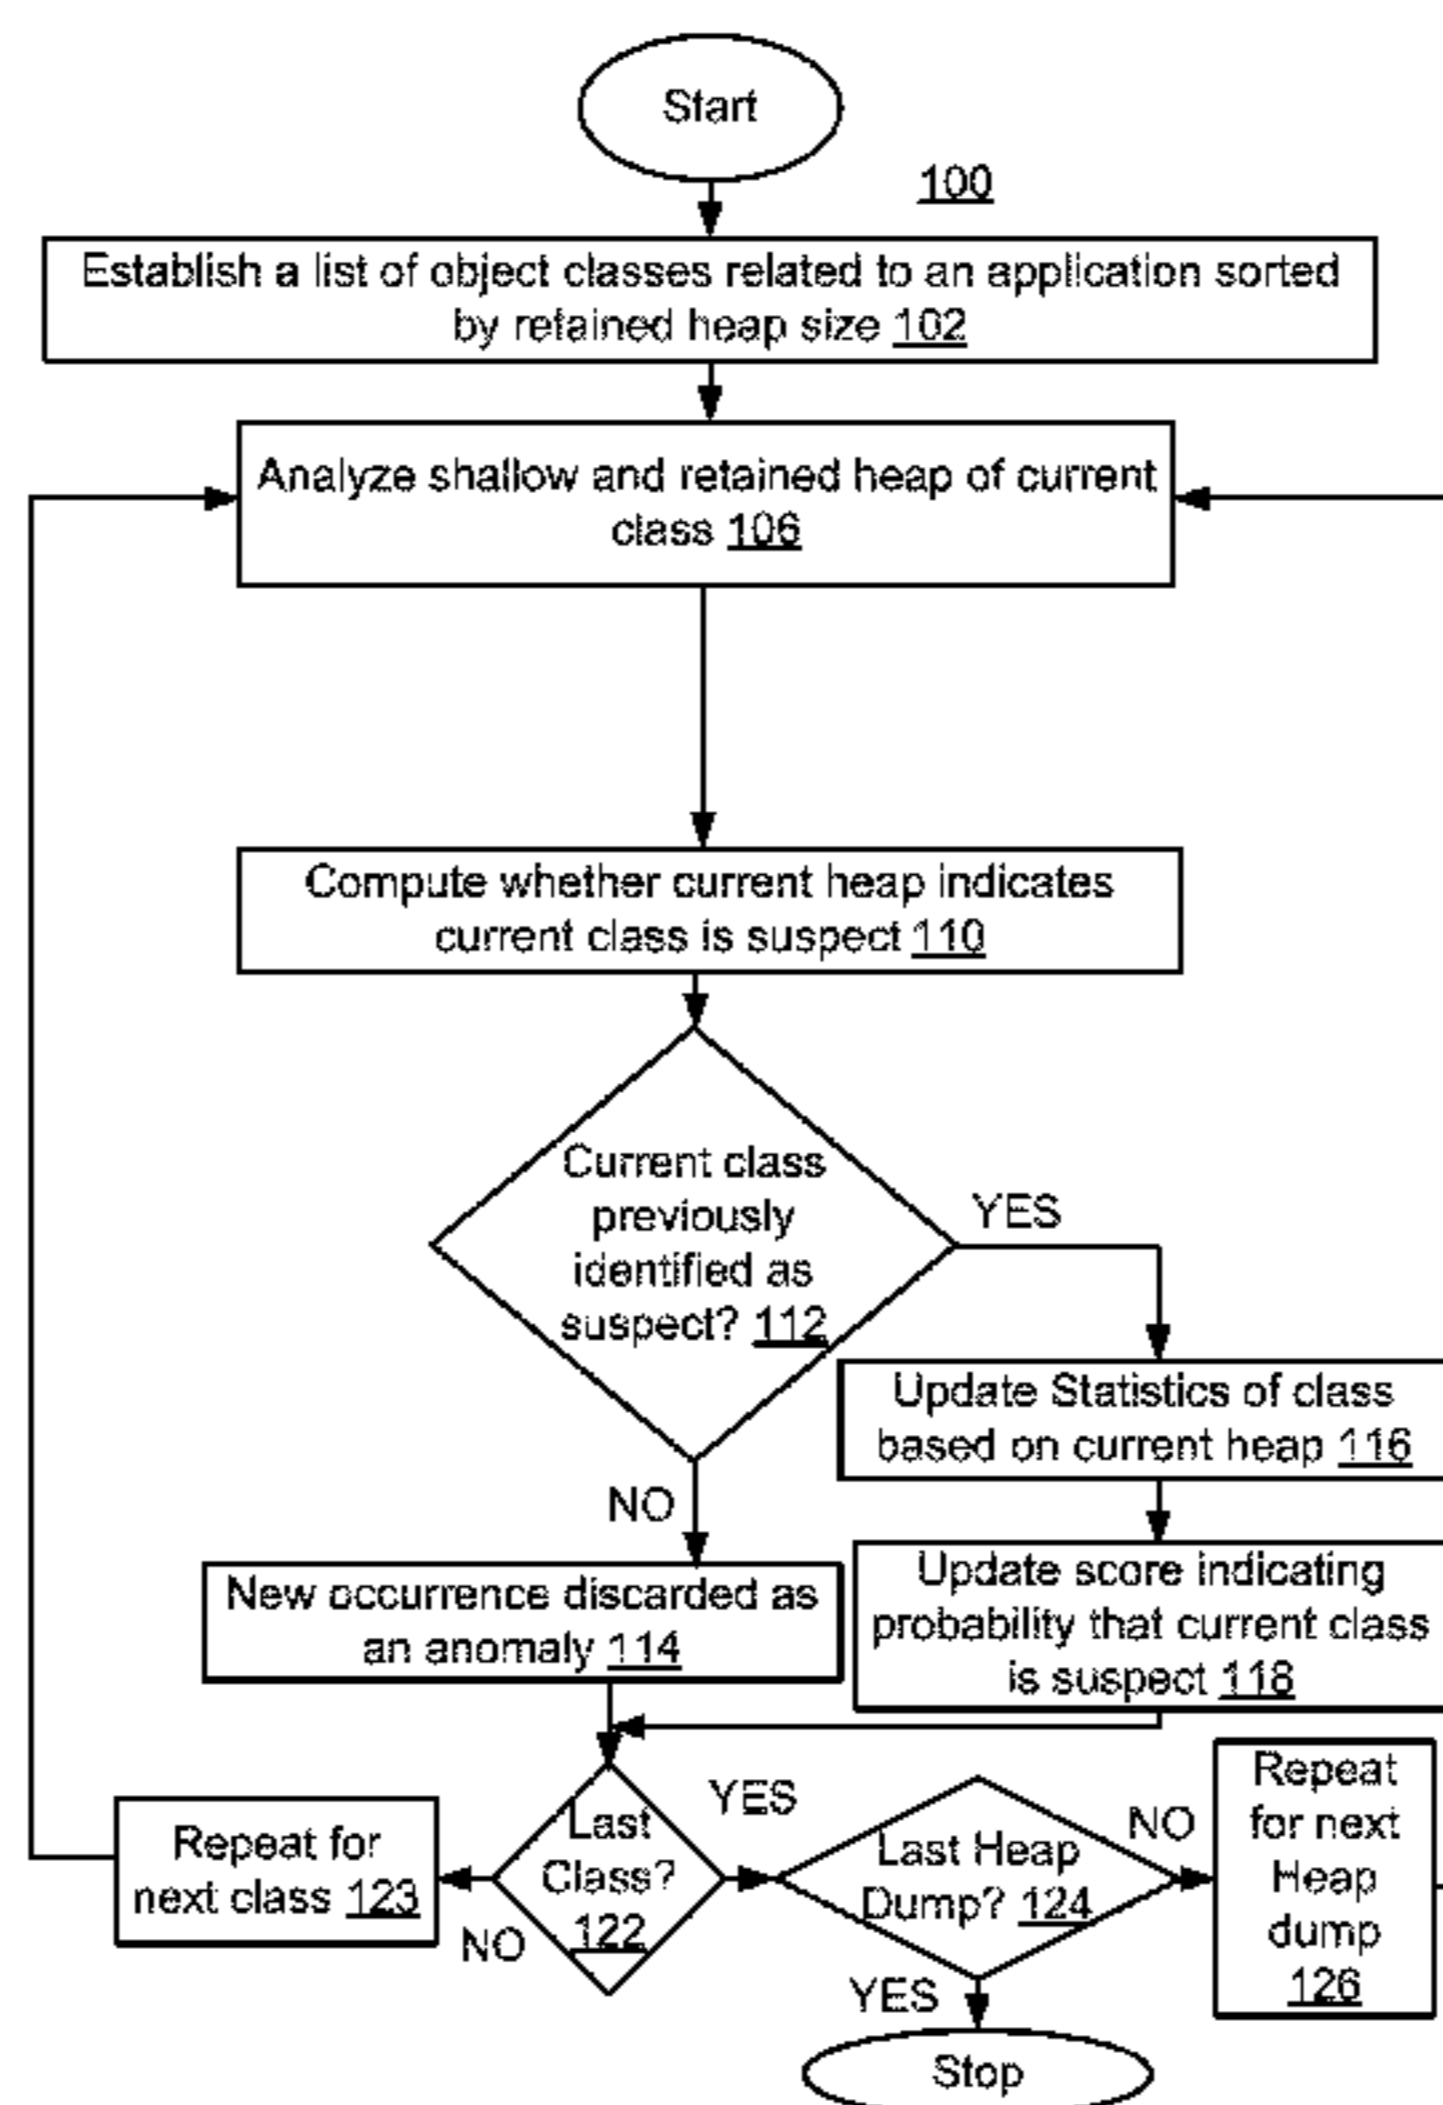 Start
100
Establish a list of object classes related to an application sorted
by retained heap size 102
Analyze shallow and retained heap of current
class 106
Compute whether current heap indicates
current class is suspect 110
Current class
previously
identified as
suspect? 112
YES
Update Statistics of class
based on current heap 116
NO
New occurrence discarded as
an anomaly 114
Update score indicating
probability that current class
is suspect 118
Repeat for
next class 123
NO
Last
Class?
122
YES
Last Heap
Dump? 124
NO
Repeat
for next
Heap
dump
126
YES
Stop